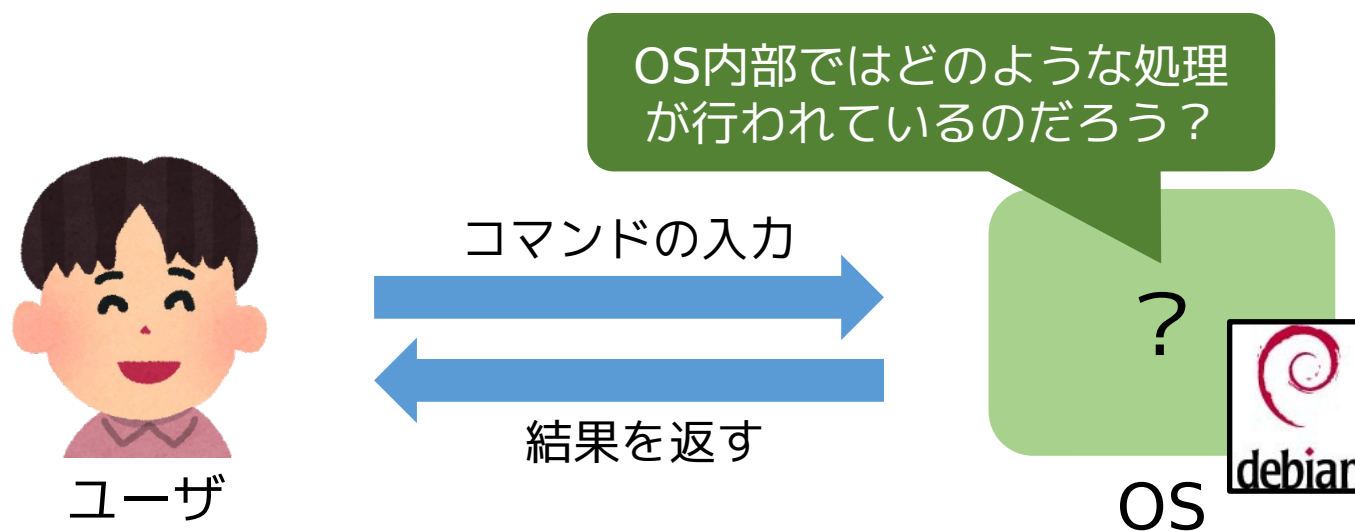 OS内部ではどのような処理
が行われているのだろう？
コマンドの入力
？
結果を返す
debian
ユーザ
OS